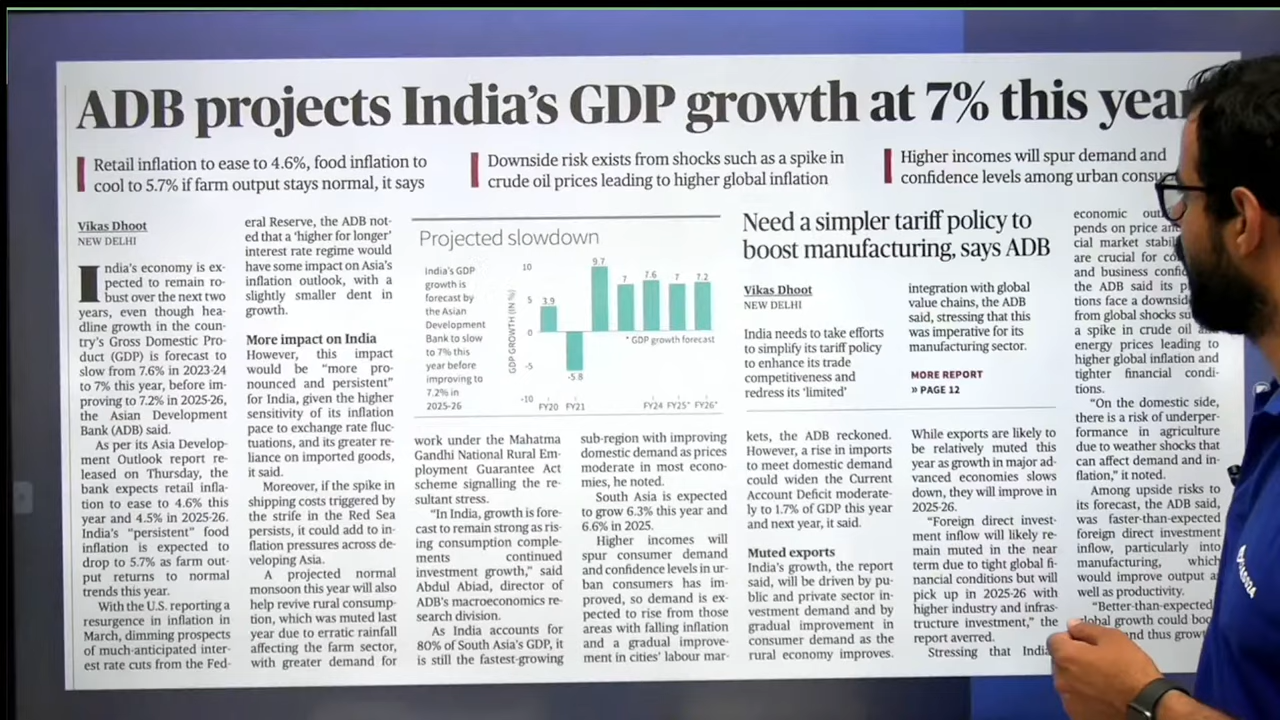 ADB projects India's GDP growth at 7% this year
Retail inflation to ease to 4.6%, food inflation to
cool to 5.7% if farm output stays normal, it says
Downside risk exists from shocks such as a spike in
crude oil prices leading to higher global inflation
Higher incomes will spur demand and
confidence levels among urban
Vikas Dhoot
NEW DELHI
India's economy is ex-
pected to remain ro-
bust over the next two
years, even though hea-
dline growth in the coun-
try's Gross Domestic Pro-
duct (GDP) is forecast to
slow from 7.6% in 2023-24
to 7% this year, before im-
proving to 7.2% in 2025-26,
the Asian Development
Bank (ADB) said.
As per its Asia Develop-
ment Outlook report re-
leased on Thursday, the
bank expects retail infla-
tion to ease to 4.6% this
year and 4.5% in 2025-26.
India's "persistent" food
inflation is expected to
drop to 5.7% as farm out-
put returns to normal
trends this year.
With the U.S. reporting a
resurgence in inflation in
March, dimming prospects
of much-anticipated inter-
est rate cuts from the Fed-
eral Reserve, the ADB not-
ed that a 'higher for longer'
interest rate regime would
have some impact on Asia's
inflation outlook, with a
slightly smaller dent in
growth.
More impact on India
However, this impact
would be "more pro-
nounced and persistent"
for India, given the higher
sensitivity of its inflation
pace to exchange rate fluc-
tuations, and its greater re-
liance on imported goods,
it said.
Moreover, if the spike in
shipping costs triggered by
the strife in the Red Sea
persists, it could add to in-
flation pressures across de-
veloping Asia.
A projected normal
monsoon this year will also
help revive rural consump-
tion, which was muted last
year due to erratic rainfall
affecting the farm sector,
with greater demand for
Projected slowdown
India's GDP
growth is
forecast by
the Asian
Development
Bank to slow
to 7% this
year before
improving to
7.2% in
2025-26
GDP GROWTH (IN %)
10
5
0
-5
-10
3.9
-5.8
9.7
7
7.6
7
7.2
* GDP growth forecast
FY20 FY21 FY24 FY25* FY26*
work under the Mahatma
Gandhi National Rural Em-
ployment Guarantee Act
scheme signalling the re-
sultant stress.
"In India, growth is fore-
cast to remain strong as ris-
ing consumption comple-
ments continued
investment growth," said
Abdul Abiad, director of
ADB's macroeconomics re-
search division.
As India accounts for
80% of South Asia's GDP, it
is still the fastest-growing
sub-region with improving
domestic demand as prices
moderate in most econo-
mies, he noted.
South Asia is expected
to grow 6.3% this year and
6.6% in 2025.
Higher incomes will
spur consumer demand
and confidence levels in ur-
ban consumers has im-
proved, so demand is ex-
pected to rise from those
areas with falling inflation
and a gradual improve-
ment in cities' labour mar-
kets, the ADB reckoned.
However, a rise in imports
to meet domestic demand
could widen the Current
Account Deficit moderate-
ly to 1.7% of GDP this year
and next year, it said.
Muted exports
India's growth, the report
said, will be driven by pu-
blic and private sector in-
vestment demand and by
gradual improvement in
consumer demand as the
rural economy improves.
While exports are likely to
be relatively muted this
year as growth in major ad-
vanced economies slows
down, they will improve in
2025-26.
"Foreign direct invest-
ment inflow will likely re-
main muted in the near
term due to tight global fi-
nancial conditions but will
pick up in 2025-26 with
higher industry and infras-
tructure investment," the
report averred.
Stressing that
economic
pends on price
cial market
are crucial for
and business
the ADB said its
tions face a
from global shocks
a spike in crude oil
energy prices leading to
higher global inflation and
tighter financial condi-
tions.
"On the domestic side,
there is a risk of underper-
formance in agriculture
due to weather shocks that
can affect demand and in-
flation," it noted.
Among upside risks to
its forecast, the ADB said,
was faster-than-expected
foreign direct investment
inflow, particularly into
manufacturing, which
would improve output as
well as productivity.
"Better-than-expected
global growth could
and thus
Need a simpler tariff policy to
boost manufacturing, says ADB
Vikas Dhoot
NEW DELHI
India needs to take efforts
to simplify its tariff policy
to enhance its trade
competitiveness and
redress its 'limited'
integration with global
value chains, the ADB
said, stressing that this
was imperative for its
manufacturing sector.
MORE REPORT
» PAGE 12